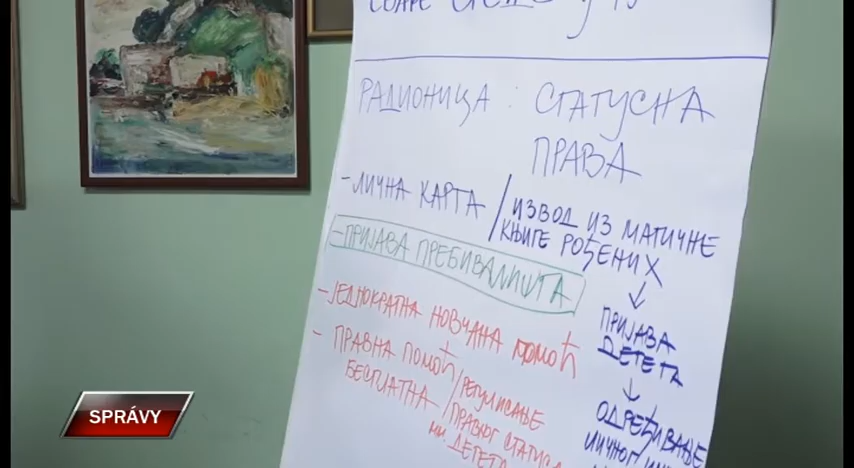 РАДИОНИЦА : СТАТУСНА
ПРАВА
- ЛИЧНА КАРТА / ИЗВОД ИЗ МАТИЧНЕ
КЊИГЕ РОЂЕНИХ
- ПРИЈАВА ПРЕБИВАЛИШТА
↓
ПРИЈАВА
ДЕТЕТА
↓
ОДРЕЂИВАЊЕ
ЛИЧНОГ
- ЈЕДНОКРАТНА НОВЧАНА ПОМОЋ
- ПРАВНА ПОМОЋ
БЕСПЛАТНА / РЕГУЛИСАЊЕ
ПРАВНОГ СТАТУСА
ДЕТЕТА
SPRÁVY